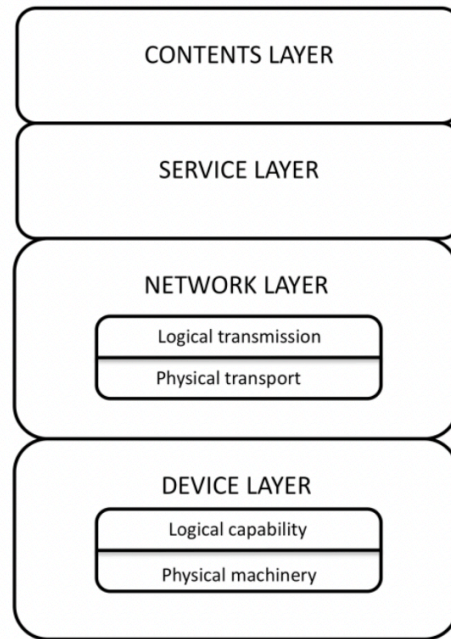 CONTENTS LAYER
SERVICE LAYER
NETWORK LAYER
Logical transmission
Physical transport
DEVICE LAYER
Logical capability
Physical machinery